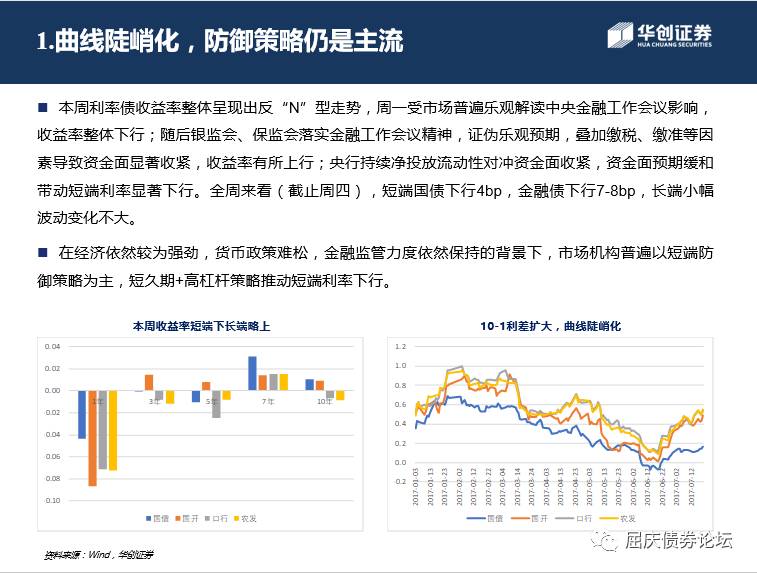 1.曲线陡峭化，防御策略仍是主流
华创证券
HUA CHUANG SECURITIES
■ 本周利率债收益率整体呈现出反“N”型走势，周一受市场普遍乐观解读中央金融工作会议影响，
收益率整体下行；随后银监会、保监会落实金融工作会议精神，证伪乐观预期，叠加缴税、缴准等因
素导致资金面显著收紧，收益率有所上行；央行持续净投放流动性对冲资金面收紧，资金面预期缓和
带动短端利率显著下行。全周来看（截止周四），短端国债下行4bp，金融债下行7-8bp，长端小幅
波动变化不大。
■ 在经济依然较为强劲，货币政策难松，金融监管力度依然保持的背景下，市场机构普遍以短端防
御策略为主，短久期+高杠杆策略推动短端利率下行。
本周收益率短端下长端略上
0.04
0.02
0.00
0.02
0.04
0.06
0.08
0.10
1年 3年 5年 7年 10年
国债 国开 口行 农发
10-1利差扩大，曲线陡峭化
1.2
1.0
0.8
0.6
0.4
0.2
0.0
0.2
2017-01-03
2017-01-13
2017-01-23
2017-02-02
2017-02-12
2017-02-22
2017-03-04
2017-03-14
2017-03-24
2017-04-03
2017-04-13
2017-04-23
2017-05-03
2017-05-13
2017-05-23
2017-06-02
2017-06-12
2017-06-22
2017-07-02
2017-07-12
国债 国开 口行 农发
资料来源：Wind，华创证券
屈庆债券论坛